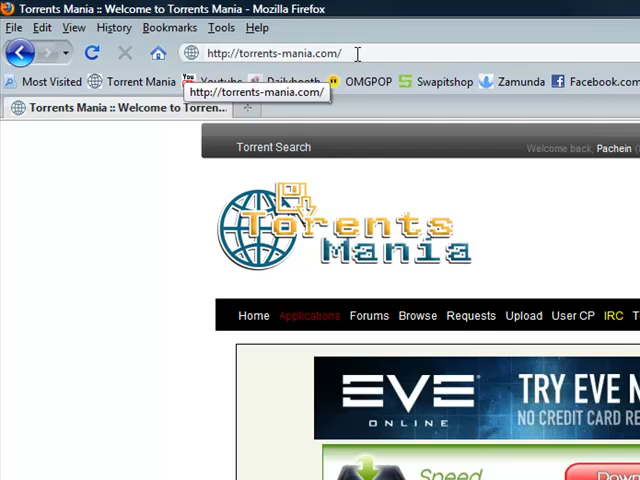 Torrents Mania :: Welcome to Torrents Mania - Mozilla Firefox
File Edit View History Bookmarks Tools Help
http://torrents-mania.com/
Most Visited Torrent Mania Youtube Dailybooth OMGPOP Swapitshop Zamunda Facebook.com
http://torrents-mania.com/
Torrents Mania :: Welcome to Torren...
Torrent Search Welcome back, Pachein
Torents
Mania
Home Applications Forums Browse Requests Upload User CP IRC T
EVE ONLINE
TRY EVE N
NO CREDIT CARD RE
Speed
Down